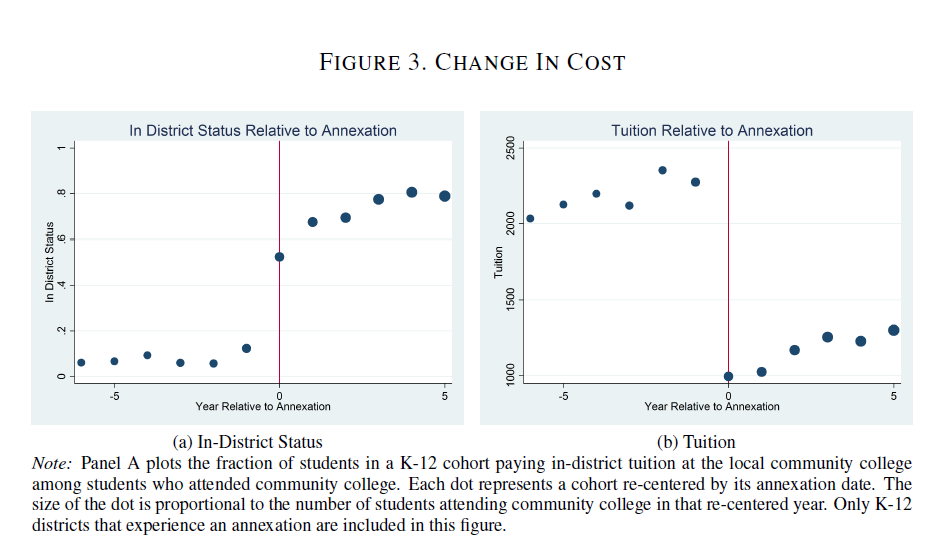 FIGURE 3. CHANGE IN COST
In District Status Relative to Annexation
In District Status
1
.8
.6
.4
.2
0
-5
0
5
Year Relative to Annexation
(a) In-District Status
Tuition Relative to Annexation
Tuition
2500
2000
1500
1000
-5
0
5
Year Relative to Annexation
(b) Tuition
Note: Panel A plots the fraction of students in a K-12 cohort paying in-district tuition at the local community college
among students who attended community college. Each dot represents a cohort re-centered by its annexation date. The
size of the dot is proportional to the number of students attending community college in that re-centered year. Only K-12
districts that experience an annexation are included in this figure.